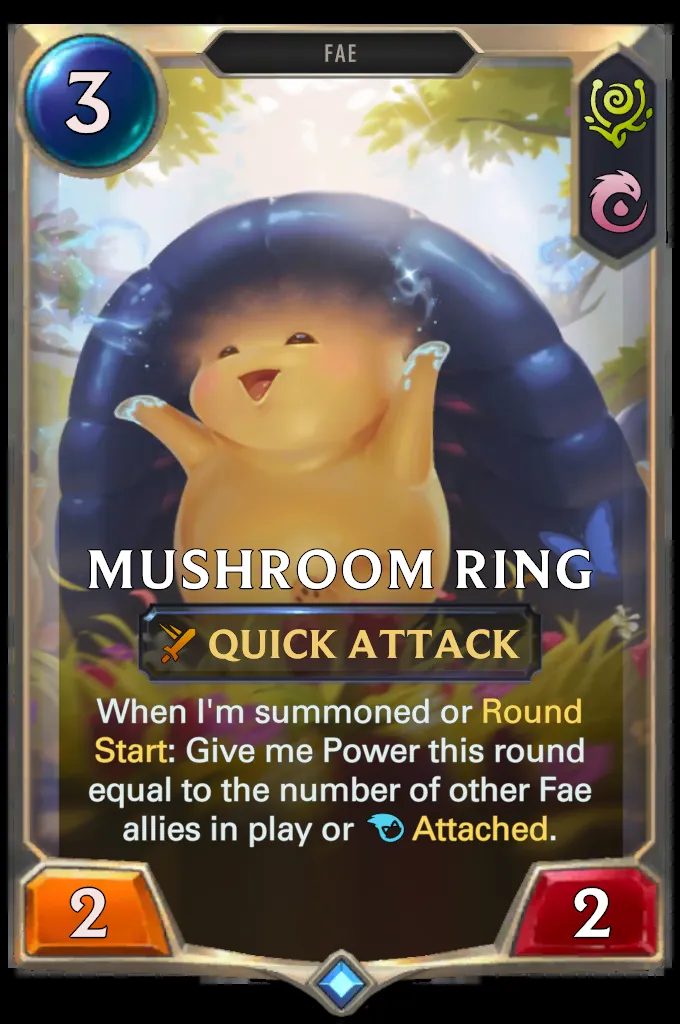 FAE
3
MUSHROOM RING
QUICK ATTACK
When I'm summoned or Round
Start: Give me Power this round
equal to the number of other Fae
allies in play or Attached.
2
2